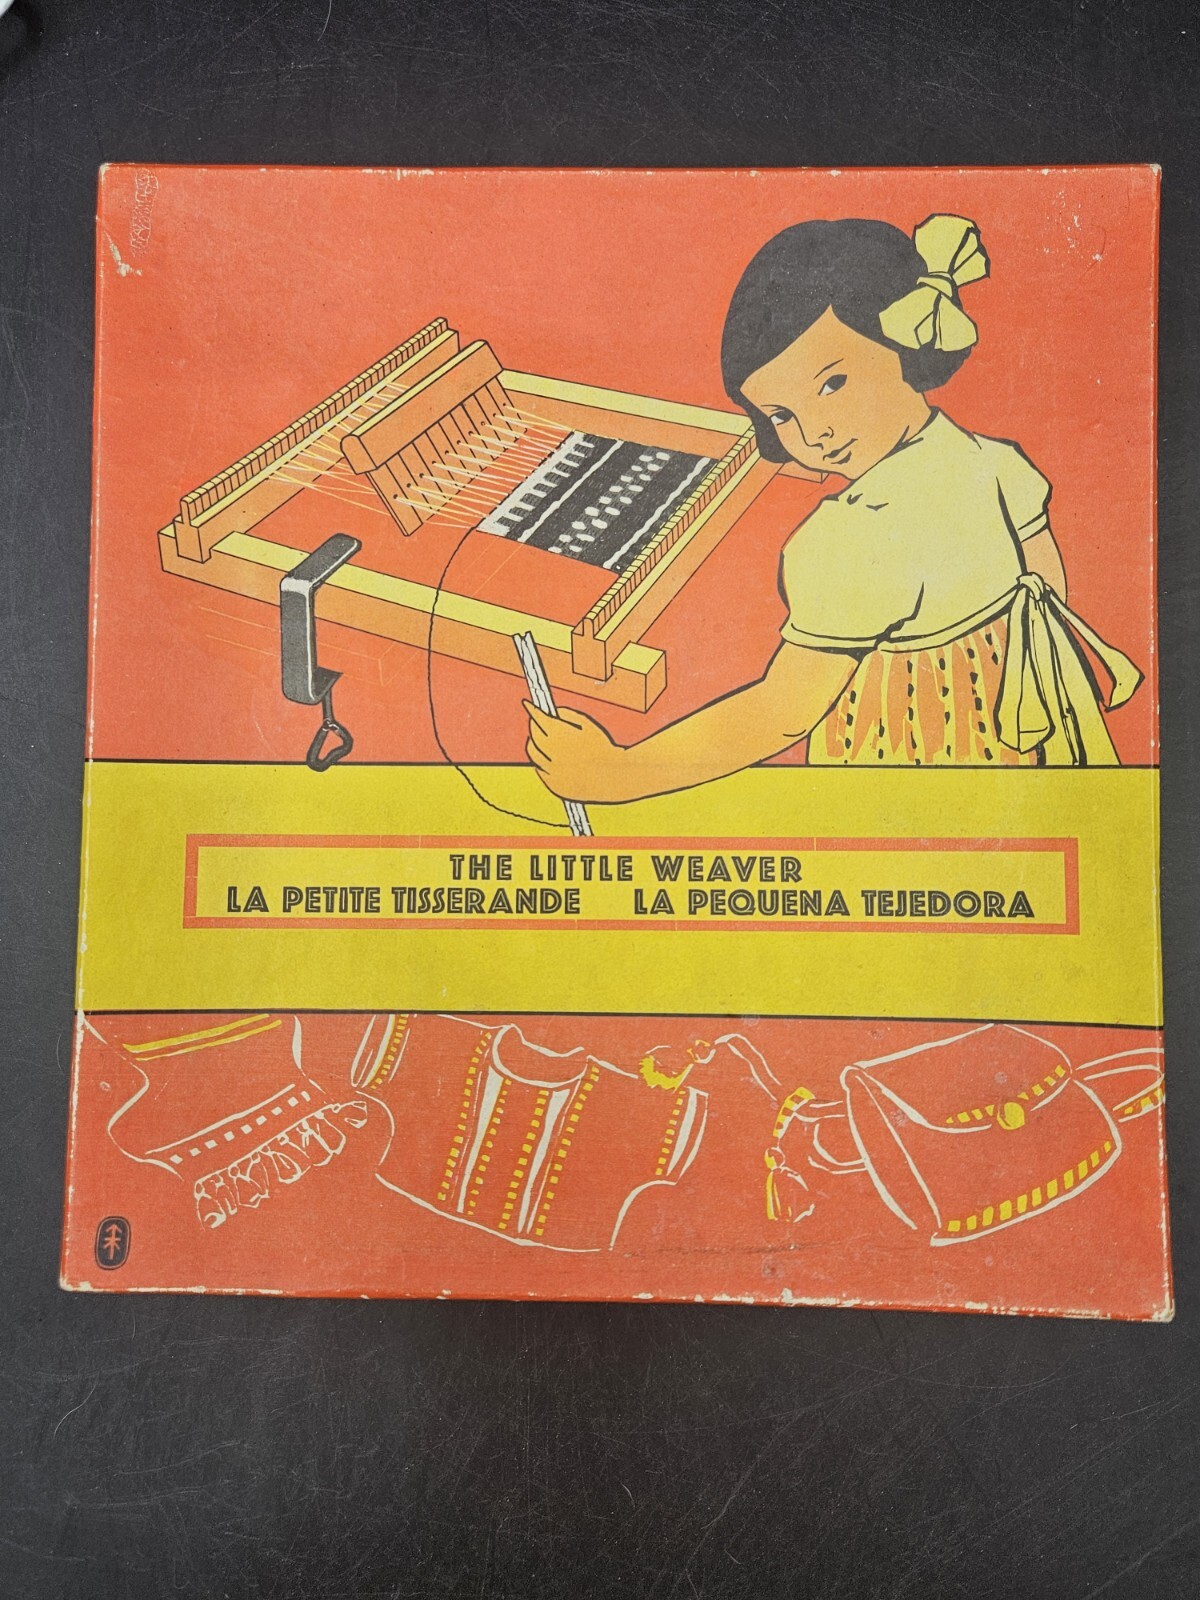 THE LITTLE WEAVER
LA PETITE TISSERANDE LA PEQUENA TEJEDORA